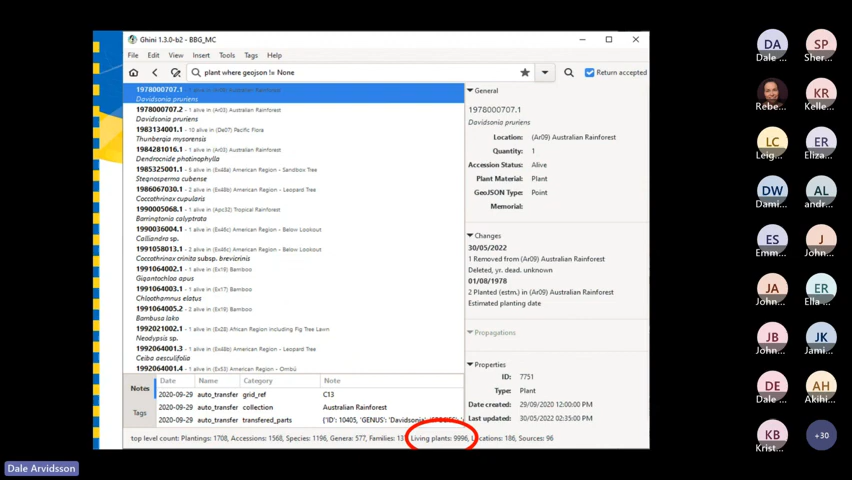 Ghini 1.3.0-b2 - BBG_MC
File Edit View Insert Tools Tags Help
plant where geojson != None
Return accepted
1978000707.1 - 1 alive in (Ar09) Australian Rainforest
Davidsonia pruriens
1978000707.2 - 1 alive in (Ar03) Australian Rainforest
Davidsonia pruriens
1983134001.1 - 10 alive in (De07) Pacific Flora
Thunbergia mysorensis
1984281016.1 - 1 alive in (Ar03) Australian Rainforest
Dendrocnide photinophylla
1985325001.1 - 5 alive in (Ex48a) American Region - Sandbox Tree
Stegnosperma cubense
1986067030.1 - 2 alive in (Ex46a) American Region - Leopard Tree
Coccothrinax cupularis
1990005068.1 - 1 alive in (Apc32) Tropical Rainforest
Barringtonia calyptrata
1990036004.1 - 1 alive in (Ex46c) American Region - Below Lookout
Calliandra sp.
1991058013.1 - 2 alive in (Ex46c) American Region - Below Lookout
Coccothrinax crinita subsp. brevicrinis
1991064002.1 - 1 alive in (Ex19) Bamboo
Gigantochloa apus
1991064003.1 - 1 alive in (Ex17) Bamboo
Chloothamnus elatus
1991064005.2 - 1 alive in (Ex19) Bamboo
Bambusa lako
1992021002.1 - 1 alive in (Ex28) African Region including Fig Tree Lawn
Neodypsis sp.
1992064001.3 - 1 alive in (Ex48b) American Region - Leopard Tree
Ceiba aesculifolia
1992064001.4 - 1 alive in (Ex53) American Region - Ombú
General
1978000707.1
Davidsonia pruriens
Location: (Ar09) Australian Rainforest
Quantity: 1
Accession Status: Alive
Plant Material: Plant
GeoJSON Type: Point
Memorial:
Changes
30/05/2022
1 Removed from (Ar09) Australian Rainforest
Deleted, yr. dead. unknown
01/08/1978
2 Planted (estm.) in (Ar09) Australian Rainforest
Estimated planting date
Propagations
Properties
ID: 7751
Type: Plant
Date created: 29/09/2020 12:00:00 PM
Last updated: 30/05/2022 02:35:00 PM
Notes
Tags
Date Name Category Note
2020-09-29 auto_transfer grid_ref C13
2020-09-29 auto_transfer collection Australian Rainforest
2020-09-29 auto_transfer transfered_parts {'ID': 10405, 'GENUS': 'Davidsonia'
top level count: Plantings: 1708, Accessions: 1568, Species: 1196, Genera: 577, Families: 13 Living plants: 9996, Locations: 186, Sources: 96
DA SP
Dale ... Sher...
KR
Rebe... Kelle...
LC ER
Leig... Eliza...
DW AL
Dami... andr...
ES J
Emm... John...
JA ER
John... Ella ...
JB JK
John... Jami...
DE AH
Dale ... Akihi...
KB +30
Krist...
Dale Arvidsson